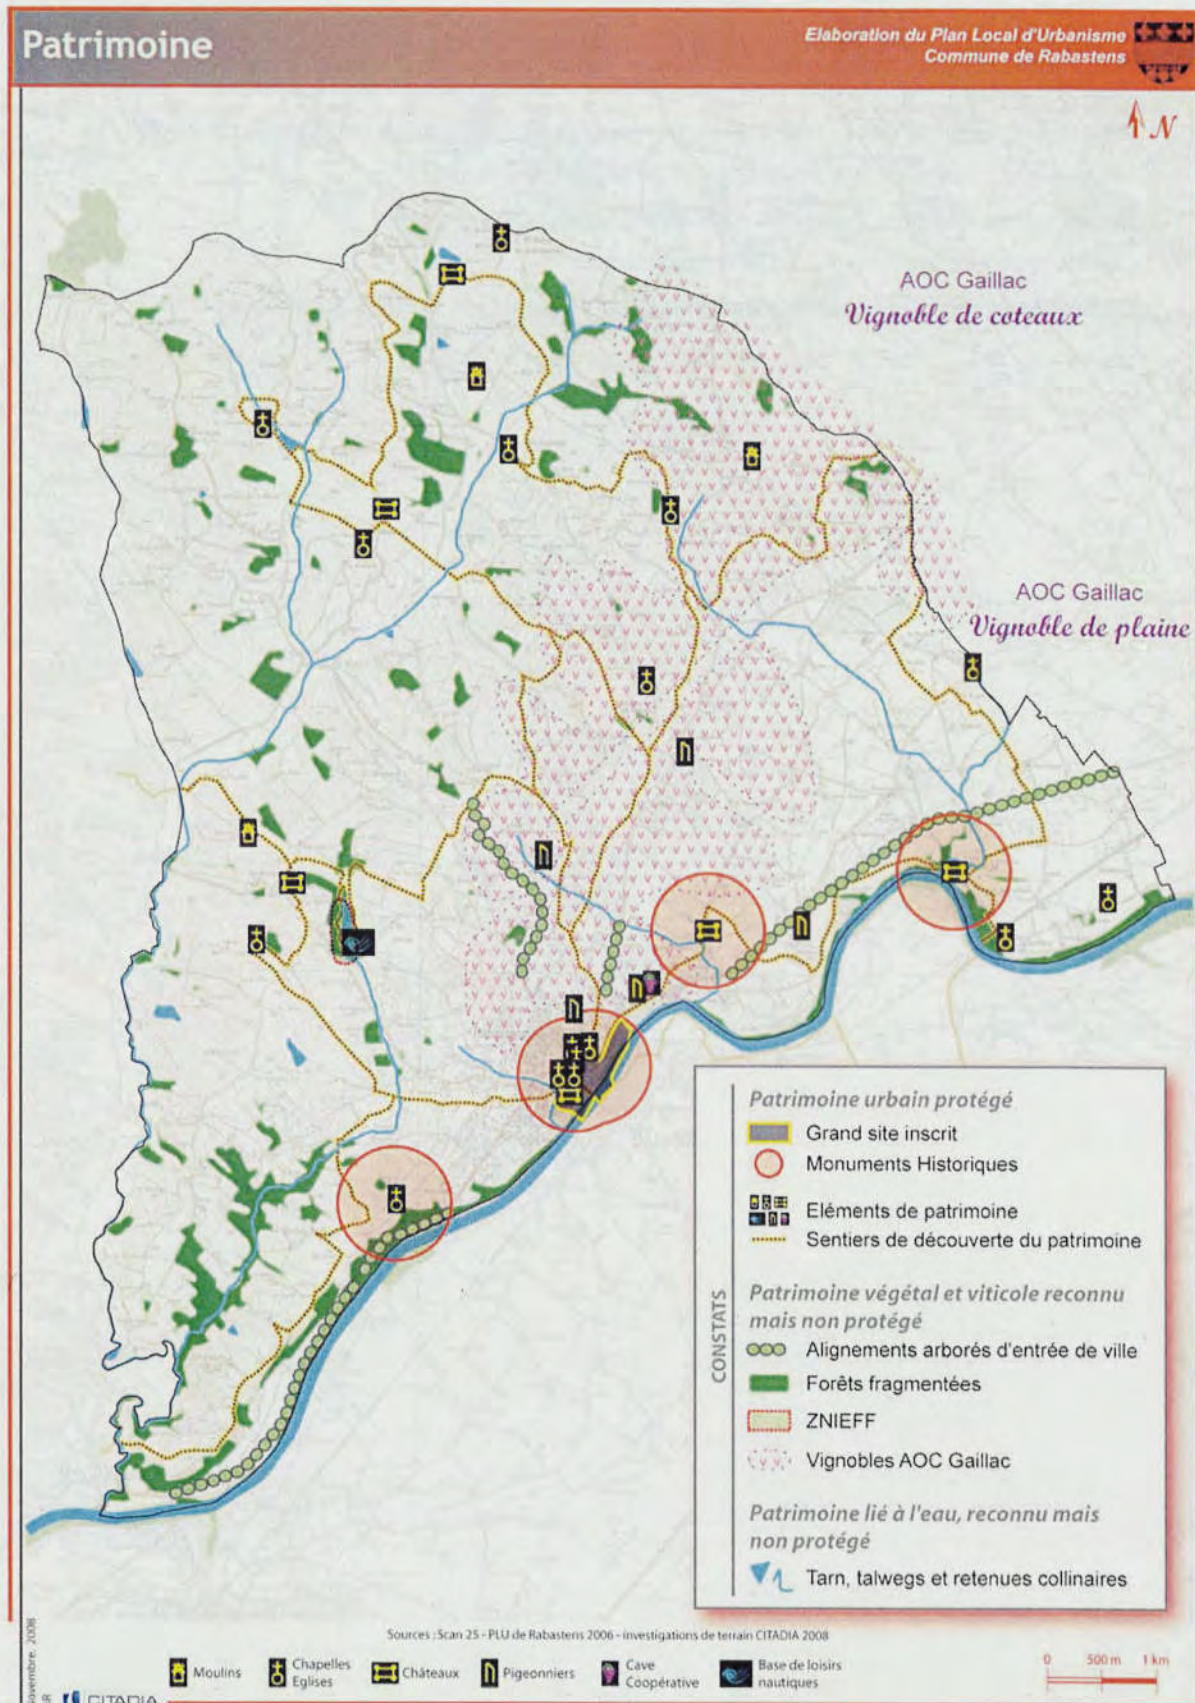 Patrimoine
Elaboration du Plan Local d'Urbanisme
Commune de Rabastens
N
AOC Gaillac
Vignoble de coteaux
AOC Gaillac
Vignoble de plaine
CONSTATS
Patrimoine urbain protégé
Grand site inscrit
Monuments Historiques
Eléments de patrimoine
Sentiers de découverte du patrimoine
Patrimoine végétal et viticole reconnu
mais non protégé
Alignements arborés d'entrée de ville
Forêts fragmentées
ZNIEFF
Vignobles AOC Gaillac
Patrimoine lié à l'eau, reconnu mais
non protégé
Tarn, talwegs et retenues collinaires
Sources : Scan 25 - PLU de Rabastens 2006 - investigations de terrain CITADIA 2008
Moulins
Chapelles
Eglises
Châteaux
Pigeonniers
Cave
Coopérative
Base de loisirs
nautiques
0 500 m 1 km
Novembre, 2008
CITADIA